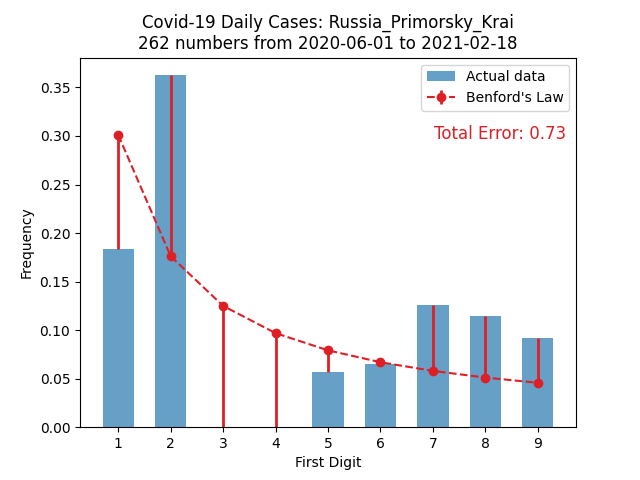 Covid-19 Daily Cases: Russia_Primorsky_Krai
262 numbers from 2020-06-01 to 2021-02-18
Actual data
Benford's Law
Total Error: 0.73
Frequency
0.35
0.30
0.25
0.20
0.15
0.10
0.05
0.00
1 2 3 4 5 6 7 8 9
First Digit